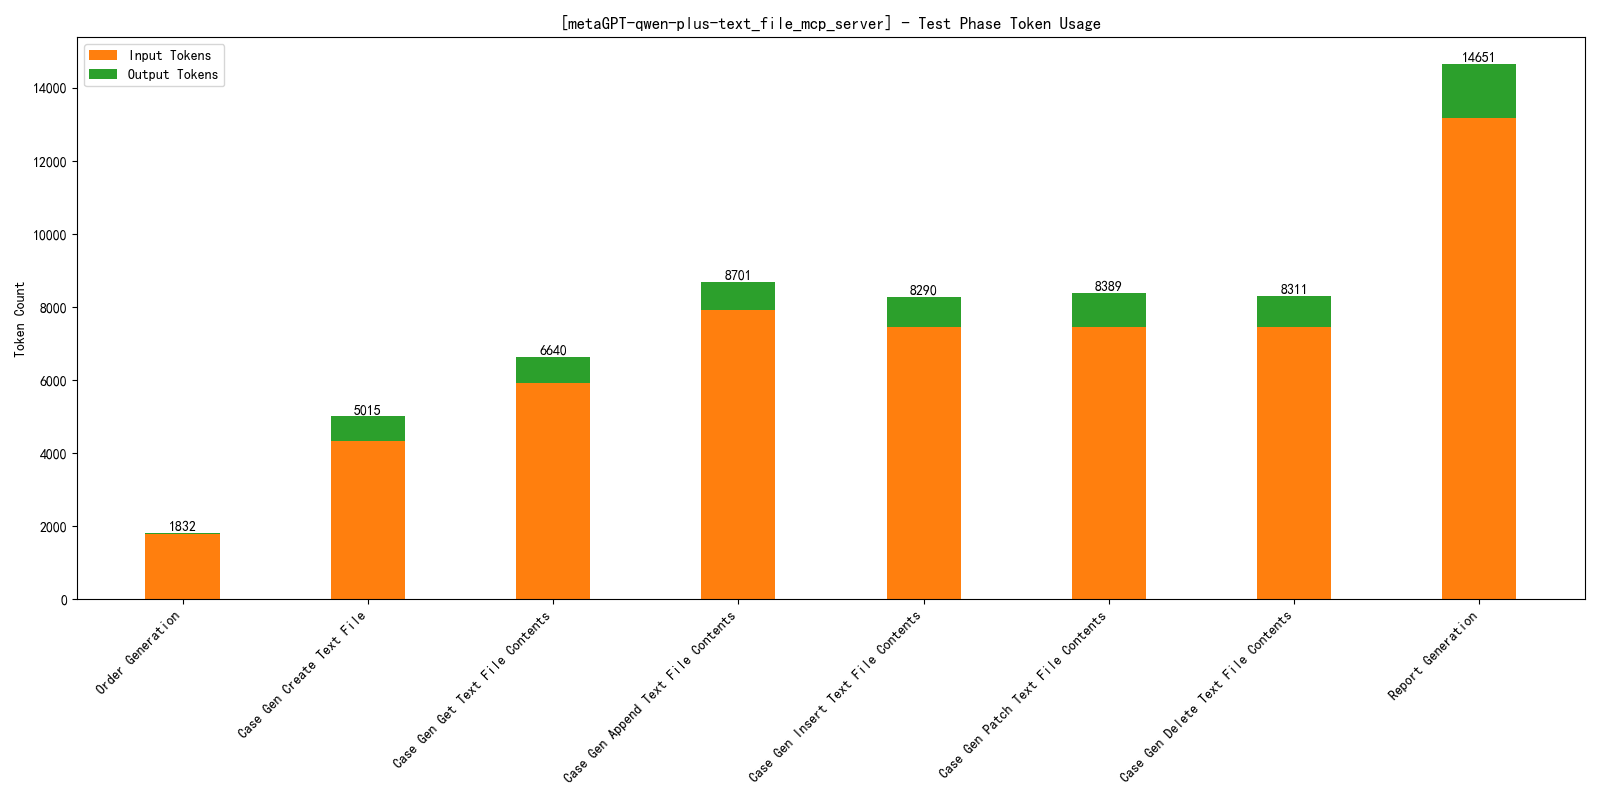 [metaGPT-qwen-plus-text_file_mcp_server] - Test Phase Token Usage
Input Tokens
Output Tokens
Token Count
14000
12000
10000
8000
6000
4000
2000
0
1832
5015
6640
8701
8290
8389
8311
14651
Order Generation
Case Gen Create Text File
Case Gen Get Text File Contents
Case Gen Append Text File Contents
Case Gen Insert Text File Contents
Case Gen Patch Text File Contents
Case Gen Delete Text File Contents
Report Generation